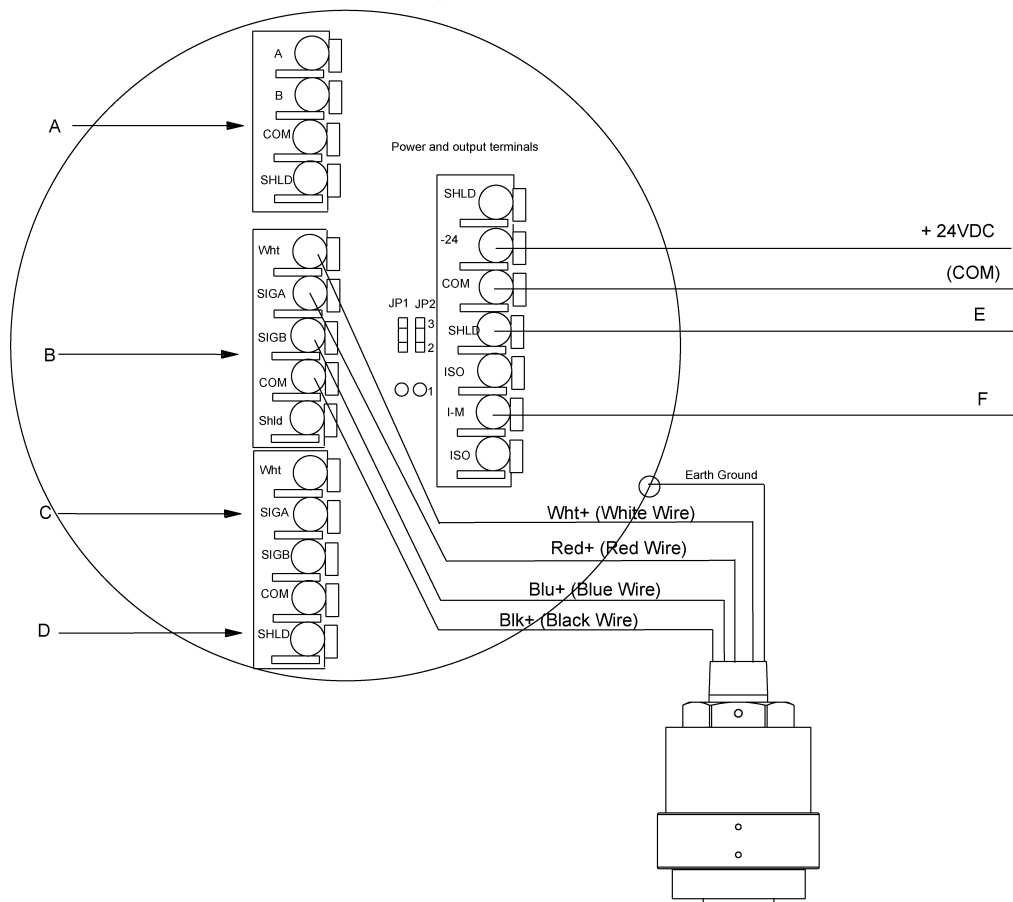 A
B
COM
SHLD
A
Power and output terminals
SHLD
-24
COM
SHLD
ISO
I-M
ISO
+ 24VDC
(COM)
E
F
JP1 JP2
3
2
1
Wht
SIGA
SIGB
COM
Shld
B
Wht
SIGA
SIGB
COM
SHLD
C
D
Earth Ground
Wht+ (White Wire)
Red+ (Red Wire)
Blu+ (Blue Wire)
Blk+ (Black Wire)